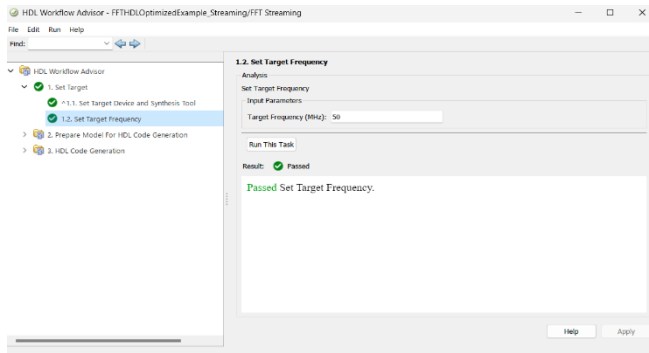 HDL Workflow Advisor - FFTHDLOptimizedExample_Streaming/FFT Streaming
File Edit Run Help
Find:
HDL Workflow Advisor
1. Set Target
^1.1. Set Target Device and Synthesis Tool
1.2. Set Target Frequency
2. Prepare Model For HDL Code Generation
3. HDL Code Generation
1.2. Set Target Frequency
Analysis
Set Target Frequency
Input Parameters
Target Frequency (MHz): 50
Run This Task
Result: Passed
Passed Set Target Frequency.
Help Apply